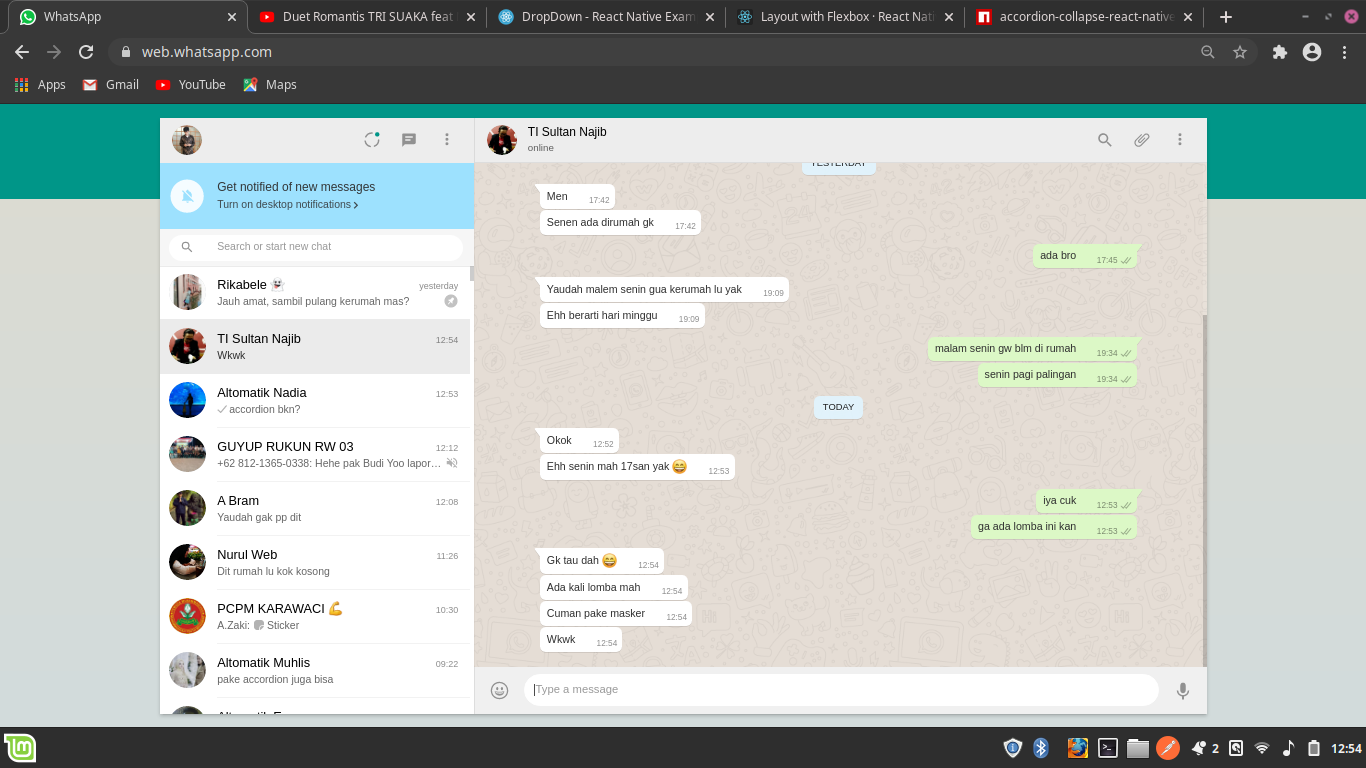 WhatsApp
Duet Romantis TRI SUAKA feat
DropDown - React Native Exam
Layout with Flexbox · React Nati
accordion-collapse-react-native
web.whatsapp.com
Apps
Gmail
YouTube
Maps
Get notified of new messages
Turn on desktop notifications
Search or start new chat
Rikabele
yesterday
Jauh amat, sambil pulang kerumah mas?
TI Sultan Najib
12:54
Wkwk
Altomatik Nadia
12:53
accordion bkn?
GUYUP RUKUN RW 03
12:12
+62 812-1365-0338: Hehe pak Budi Yoo lapor…
A Bram
12:08
Yaudah gak pp dit
Nurul Web
11:26
Dit rumah lu kok kosong
PCPM KARAWACI 💪
10:30
A.Zaki: Sticker
Altomatik Muhlis
09:22
pake accordion juga bisa
TI Sultan Najib
online
YESTERDAY
Men 17:42
Senen ada dirumah gk 17:42
ada bro 17:45
Yaudah malem senin gua kerumah lu yak 19:09
Ehh berarti hari minggu 19:09
malam senin gw blm di rumah 19:34
senin pagi palingan 19:34
TODAY
Okok 12:52
Ehh senin mah 17san yak 😄 12:53
iya cuk 12:53
ga ada lomba ini kan 12:53
Gk tau dah 😄 12:54
Ada kali lomba mah 12:54
Cuman pake masker 12:54
Wkwk 12:54
Type a message
2
12:54